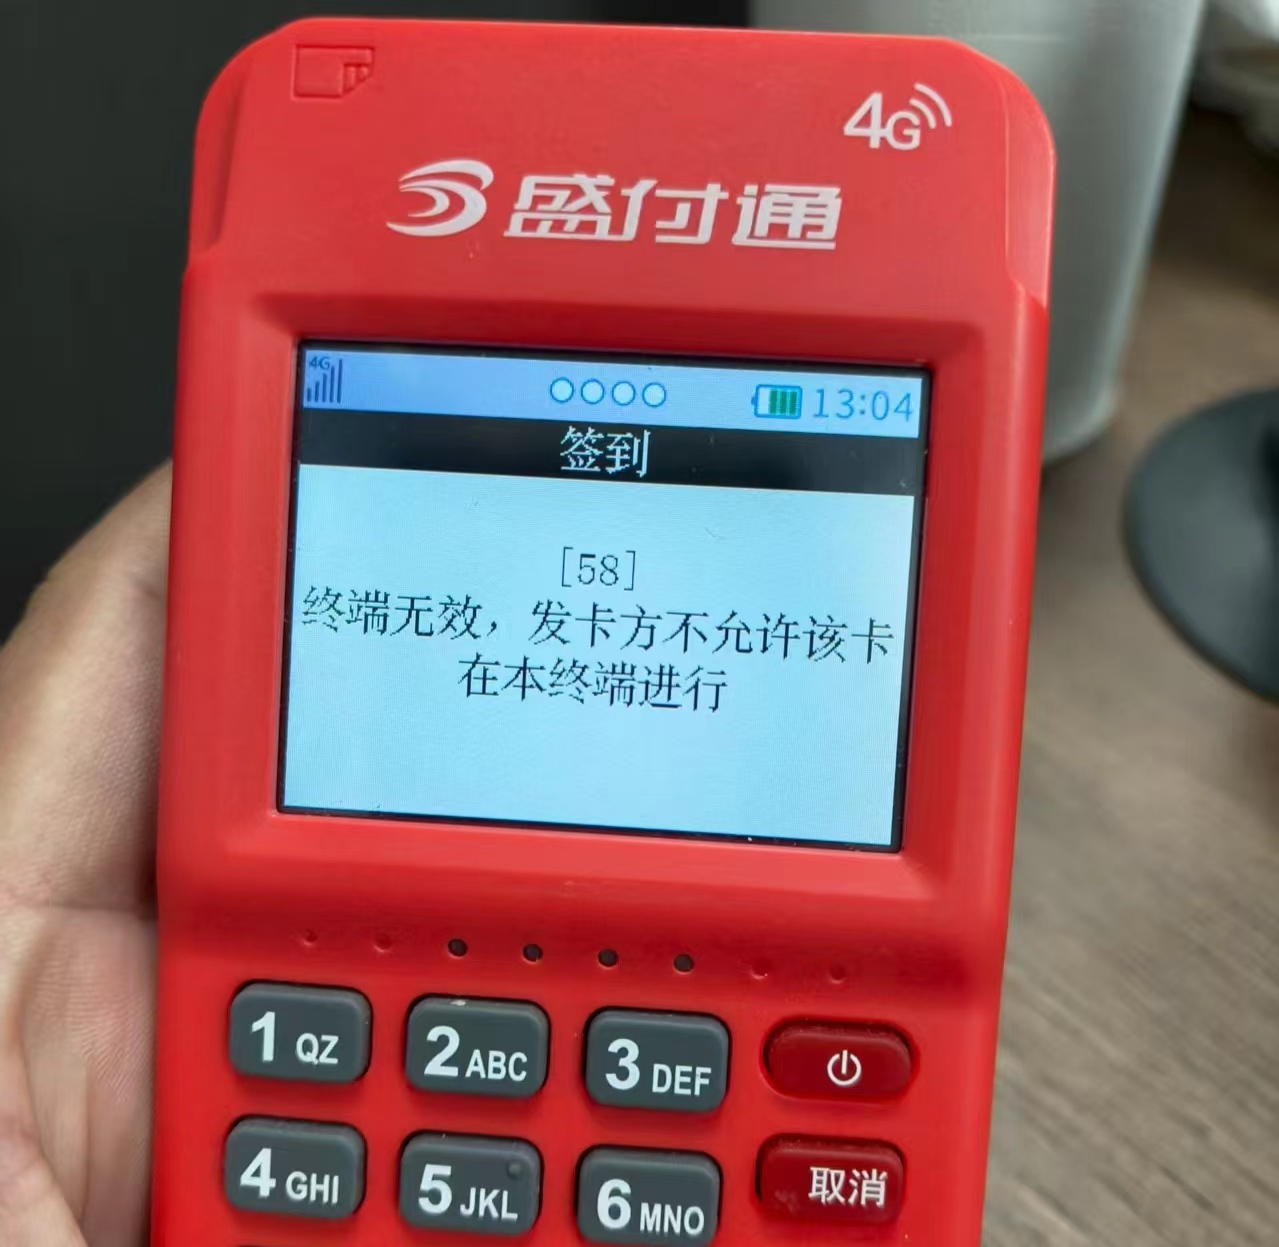 4G
盛付通
4G 13:04
签到
[58]
终端无效，发卡方不允许该卡
在本终端进行
1 QZ 2 ABC 3 DEF
4 GHI 5 JKL 6 MNO 取消